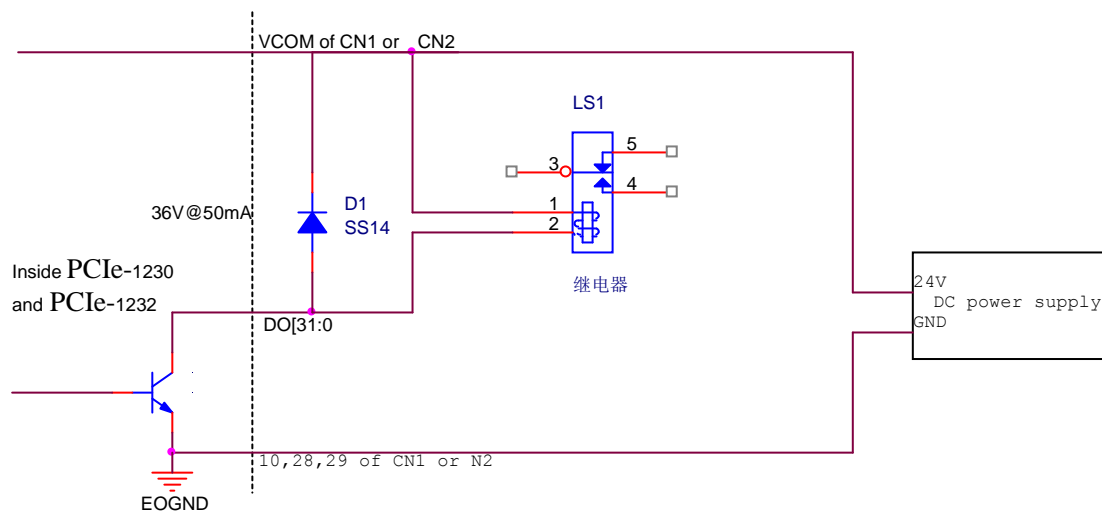 VCOM of CN1 or CN2
LS1
5
3
4
D1
1
36V@50mA
SS14
2
Inside PCIe-1230
and PCIe-1232
继电器
24V
DC power supply
GND
DO[31:0
10,28,29 of CN1 or N2
EOGND